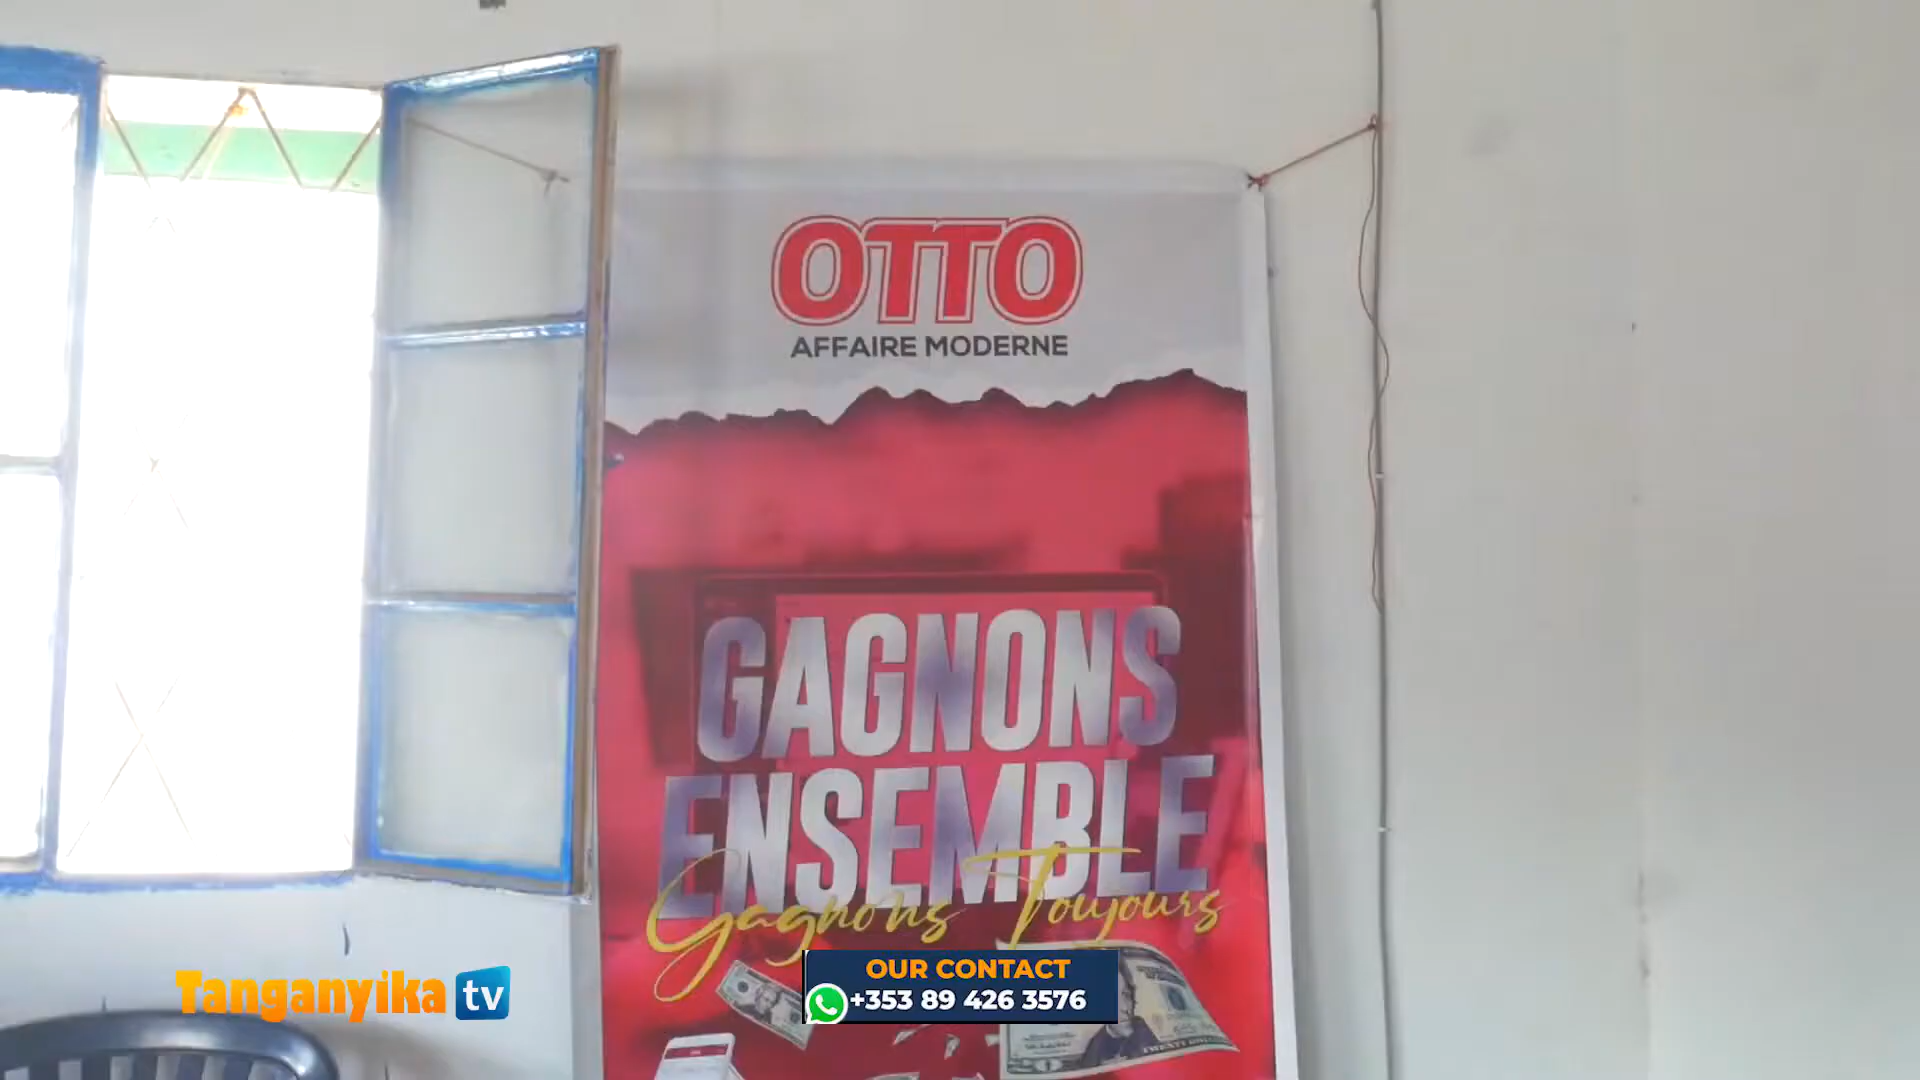 OTTO
AFFAIRE MODERNE
GAGNONS
ENSEMBLE
Gagnons Toujours
Tanganyika tv
OUR CONTACT
+353 89 426 3576